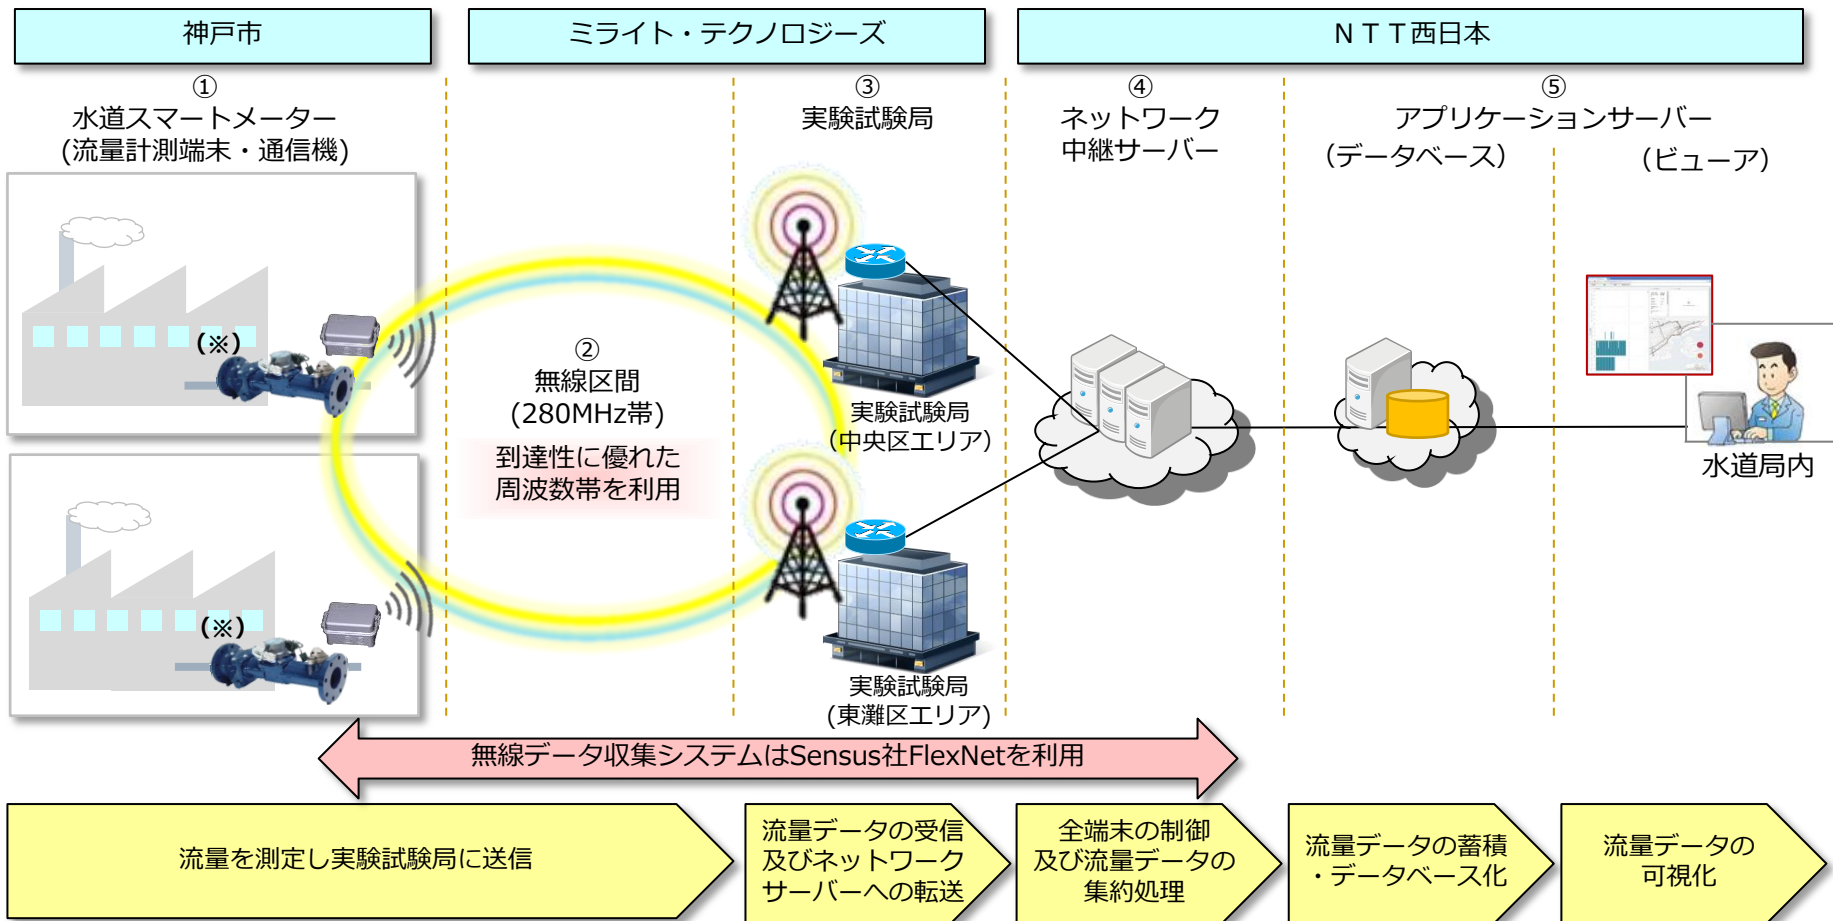 神戸市
ミライト・テクノロジーズ
ＮＴＴ西日本
①
水道スマートメーター
(流量計測端末・通信機)
③
実験試験局
④
ネットワーク
中継サーバー
⑤
アプリケーションサーバー
（データベース）
（ビューア）
(※)
②
無線区間
(280MHz帯)
到達性に優れた
周波数帯を利用
実験試験局
（中央区エリア）
水道局内
(※)
実験試験局
(東灘区エリア)
無線データ収集システムはSensus社FlexNetを利用
流量を測定し実験試験局に送信
流量データの受信
及びネットワーク
サーバーへの転送
全端末の制御
及び流量データの
集約処理
流量データの蓄積
・データベース化
流量データの
可視化